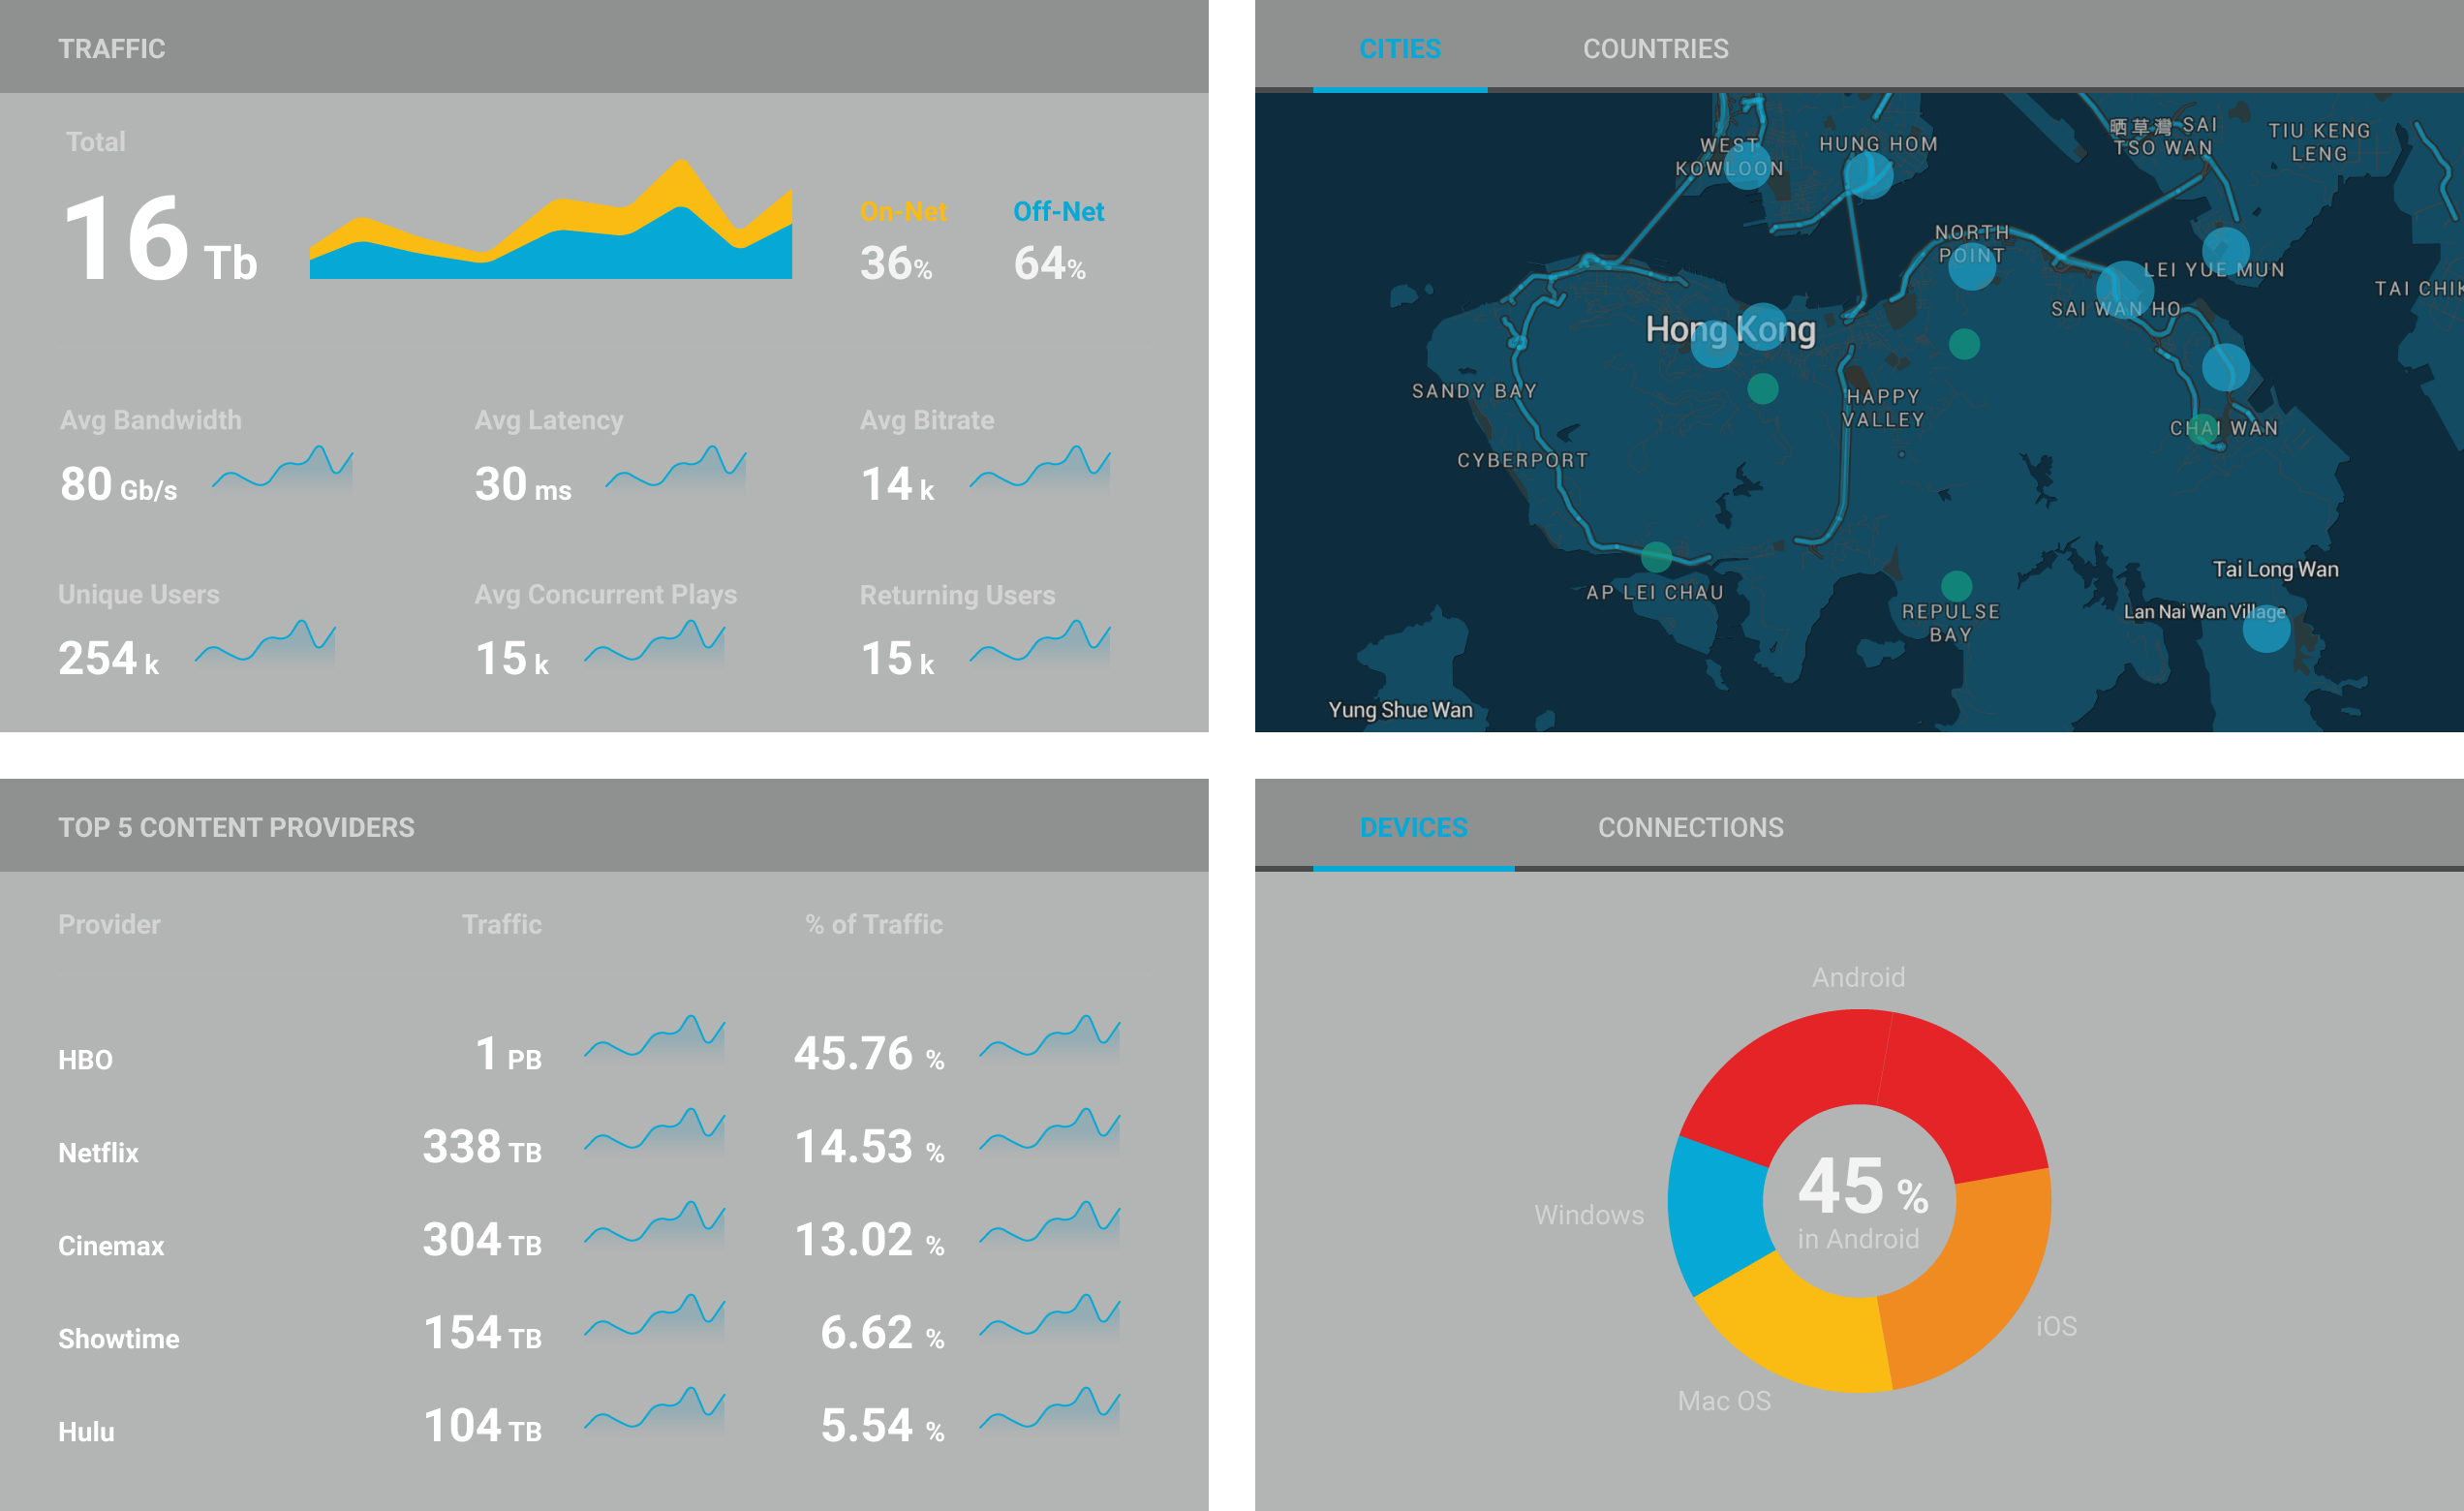 TRAFFIC
Total
16 Tb
On-Net
Off-Net
36%
64%
Avg Bandwidth
Avg Latency
Avg Bitrate
80 Gb/s
30 ms
14 k
Unique Users
Avg Concurrent Plays
Returning Users
254 k
15 k
15 k
CITIES
COUNTRIES
WEST
KOWLOON
HUNG HOM
晒草灣 SAI
TSO WAN
TIU KENG
LENG
NORTH
POINT
LEI YUE MUN
TAI CHIK
SAI WAN HO
Hong Kong
SANDY BAY
HAPPY
VALLEY
CHAI WAN
CYBERPORT
Tai Long Wan
AP LEI CHAU
REPULSE
BAY
Lan Nai Wan Village
Yung Shue Wan
TOP 5 CONTENT PROVIDERS
Provider
Traffic
% of Traffic
HBO
1 PB
45.76 %
Netflix
338 TB
14.53 %
Cinemax
304 TB
13.02 %
Showtime
154 TB
6.62 %
Hulu
104 TB
5.54 %
DEVICES
CONNECTIONS
Android
45 %
in Android
Windows
iOS
Mac OS